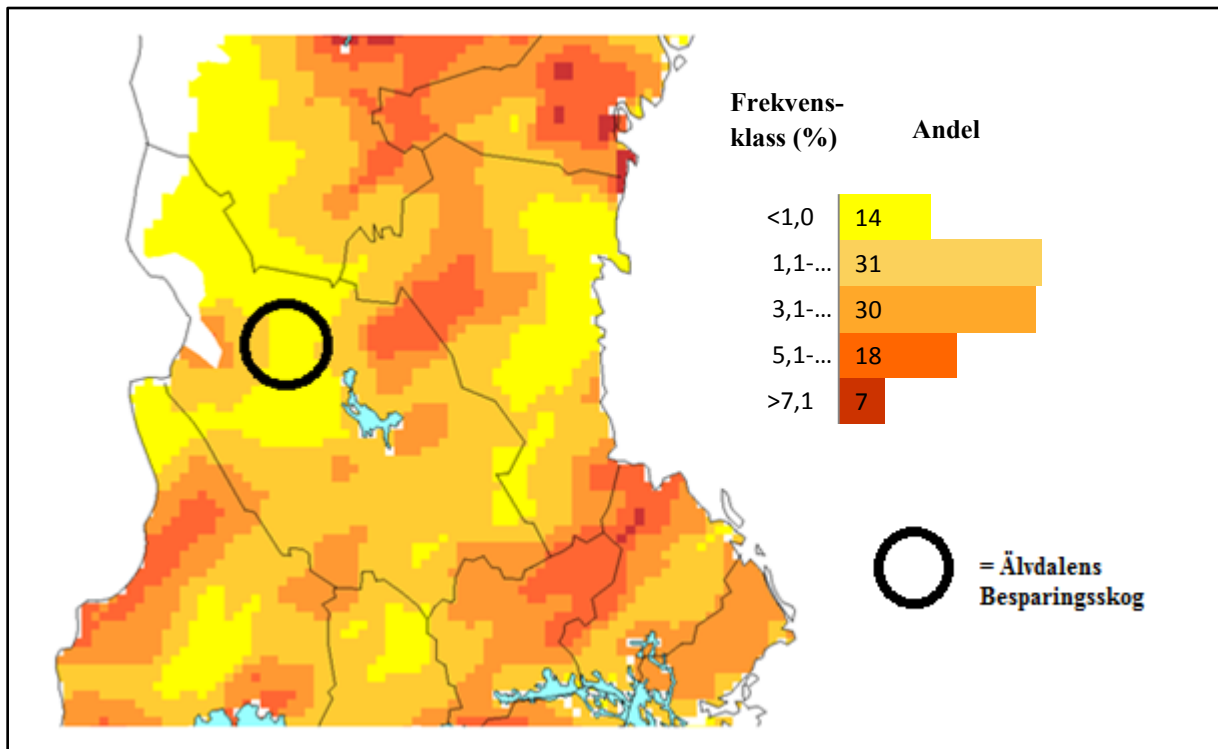 Frekvens-
klass (%)
Andel
<1,0 14
1,1-... 31
3,1-... 30
5,1-... 18
>7,1 7
= Älvdalens
Besparingsskog